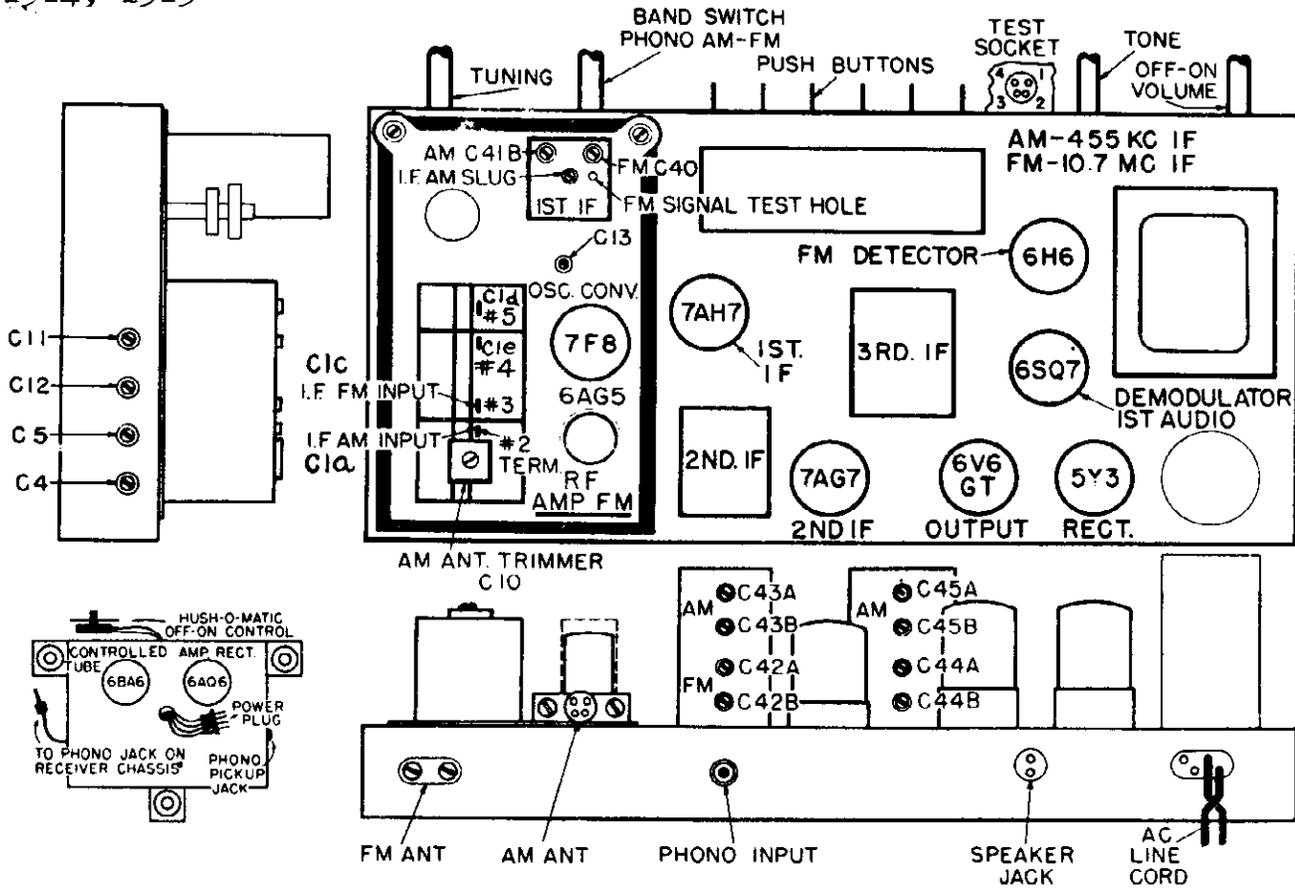 BAND SWITCH
PHONO AM-FM
TUNING
PUSH BUTTONS
TEST
SOCKET
4 1
3 2
TONE
OFF-ON
VOLUME
AM-455 KC IF
FM-10.7 MC IF
AM C41B
FM C40
I.F. AM SLUG
1ST IF
FM SIGNAL TEST HOLE
C13
FM DETECTOR
6H6
OSC. CONV.
C1d
#5
7F8
7AH7
1ST.
IF
3RD. IF
6SQ7
DEMODULATOR
1ST AUDIO
C11
C12
C5
C4
C1c
C1e
#4
I.F. FM INPUT
#3
6AG5
I.F AM INPUT
C1a
#2
TERM.
RF
AMP FM
2ND. IF
7AG7
2ND IF
6V6
GT
OUTPUT
5Y3
RECT.
AM ANT. TRIMMER
C10
HUSH-O-MATIC
OFF-ON CONTROL
CONTROLLED
TUBE
AMP. RECT.
6BA6
6AQ6
POWER
PLUG
TO PHONO JACK ON
RECEIVER CHASSIS
PHONO
PICKUP
JACK
AM
C43A
C43B
FM
C42A
C42B
AM
C45A
C45B
C44A
C44B
FM ANT
AM ANT
PHONO INPUT
SPEAKER
JACK
AC
LINE
CORD